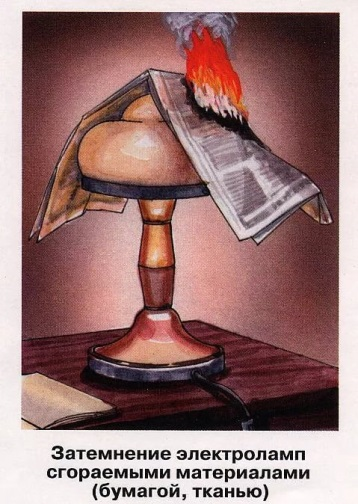 Затемнение электроламп
сгораемыми материалами
(бумагой, тканью)